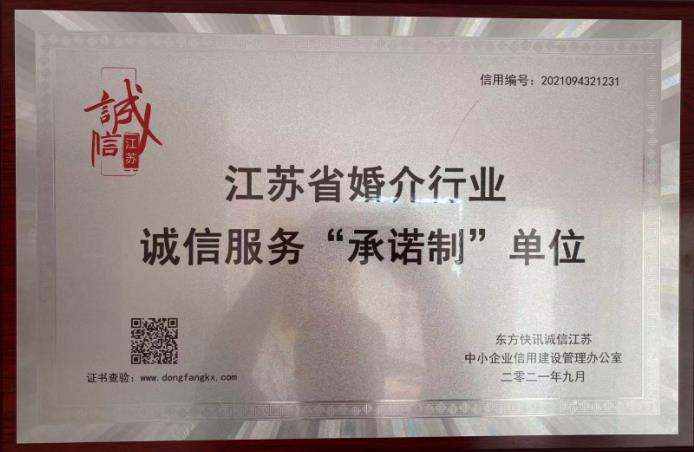 誠信
江苏
信用编号：2021094321231
江苏省婚介行业
诚信服务“承诺制”单位
东方快讯诚信江苏
中小企业信用建设管理办公室
二零二一年九月
证书查验：www.dongfangkx.com